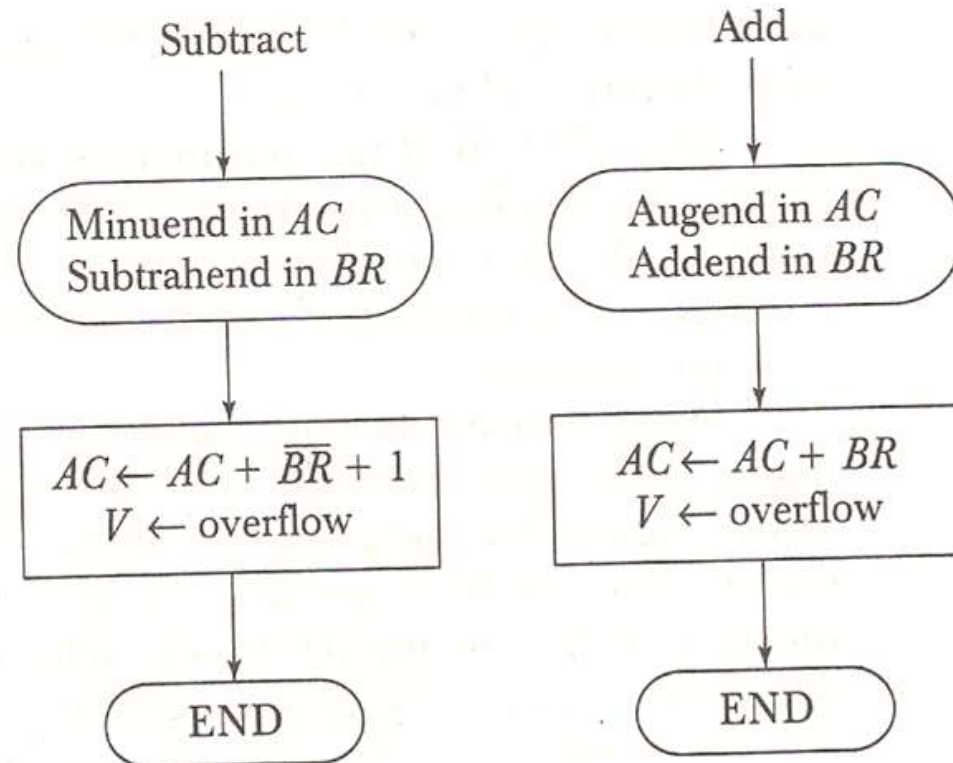 Subtract
Minuend in AC
Subtrahend in BR
AC ← AC + B̅R̅ + 1
V ← overflow
END
Add
Augend in AC
Addend in BR
AC ← AC + BR
V ← overflow
END